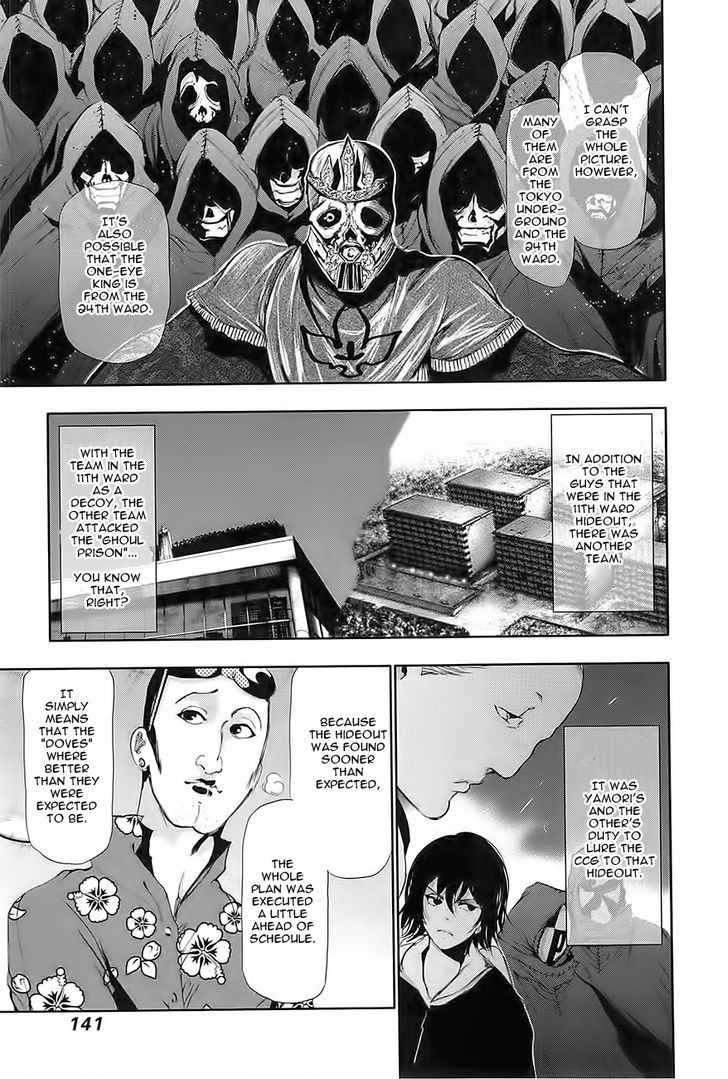 I CAN'T
GRASP
THE
WHOLE
PICTURE.
HOWEVER,
MANY
OF THEM
ARE
FROM
THE
TOKYO
UNDER-
GROUND
AND THE
24TH
WARD.
IT'S
ALSO
POSSIBLE
THAT THE
ONE-EYE
KING IS
FROM THE
24TH WARD.
IN ADDITION
TO THE
GUYS THAT
WERE IN THE
11TH WARD
HIDEOUT,
THERE WAS
ANOTHER
TEAM.
WITH THE
TEAM IN THE
11TH WARD
AS A
DECOY, THE
OTHER TEAM
ATTACKED
THE
"GHOUL
PRISON"...
YOU KNOW
THAT,
RIGHT?
IT WAS
YAMORI'S
AND THE
OTHER'S
DUTY TO
LURE THE
CCG TO THAT
HIDEOUT.
BECAUSE
THE HIDEOUT
WAS FOUND
SOONER
THAN
EXPECTED,
THE
WHOLE
PLAN WAS
EXECUTED
A LITTLE
AHEAD OF
SCHEDULE.
IT
SIMPLY
MEANS
THAT THE
"DOVES"
WHERE
BETTER
THAN THEY
WERE
EXPECTED
TO BE.
P
141